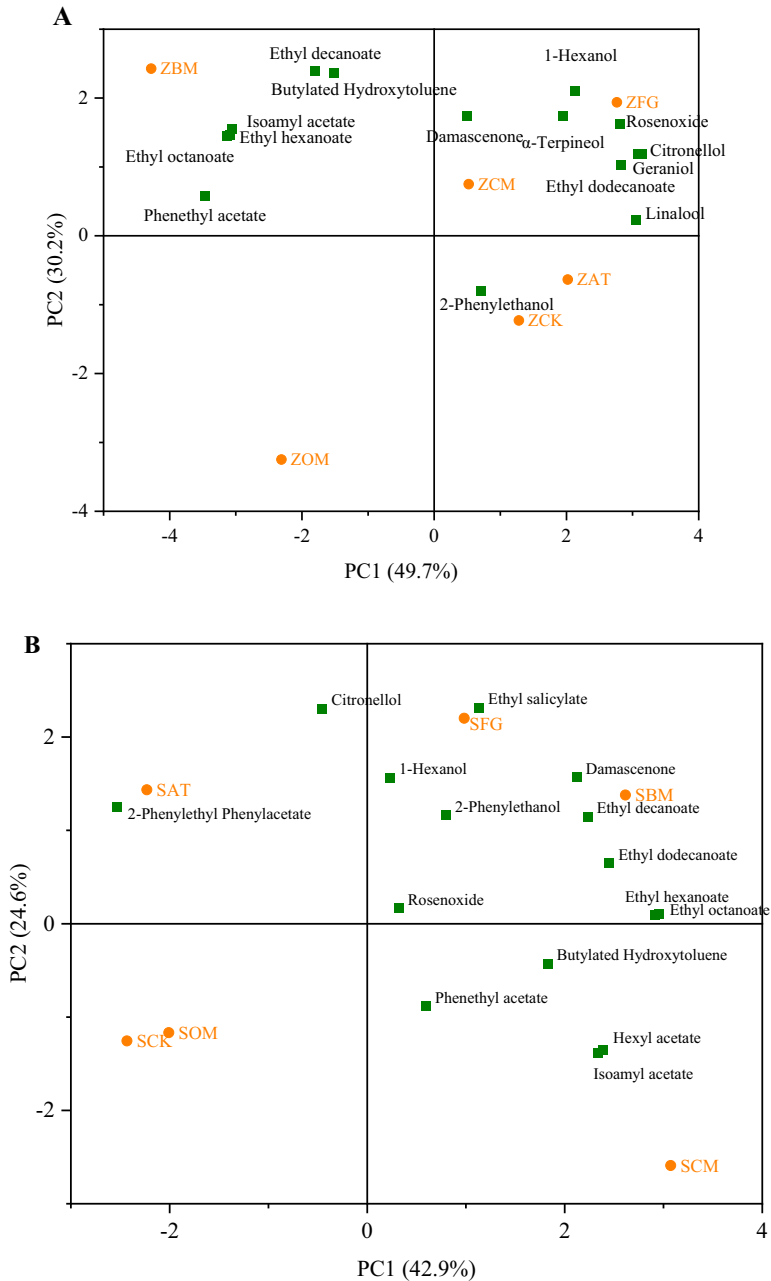 A
ZBM
Ethyl decanoate
Butylated Hydroxytoluene
1-Hexanol
ZFG
Isoamyl acetate
Ethyl hexanoate
Ethyl octanoate
Damascenone
α-Terpineol
Rosenoxide
Citronellol
Geraniol
Phenethyl acetate
ZCM
Ethyl dodecanoate
Linalool
ZAT
2-Phenylethanol
ZCK
ZOM
2
0
-2
-4
PC2 (30.2%)
-4
-2
0
2
4
PC1 (49.7%)
B
Citronellol
Ethyl salicylate
SFG
SAT
1-Hexanol
Damascenone
SBM
2-Phenylethyl Phenylacetate
2-Phenylethanol
Ethyl decanoate
Ethyl dodecanoate
Rosenoxide
Ethyl hexanoate
Ethyl octanoate
Butylated Hydroxytoluene
Phenethyl acetate
SCK
SOM
Hexyl acetate
Isoamyl acetate
SCM
2
0
-2
PC2 (24.6%)
-2
0
2
4
PC1 (42.9%)